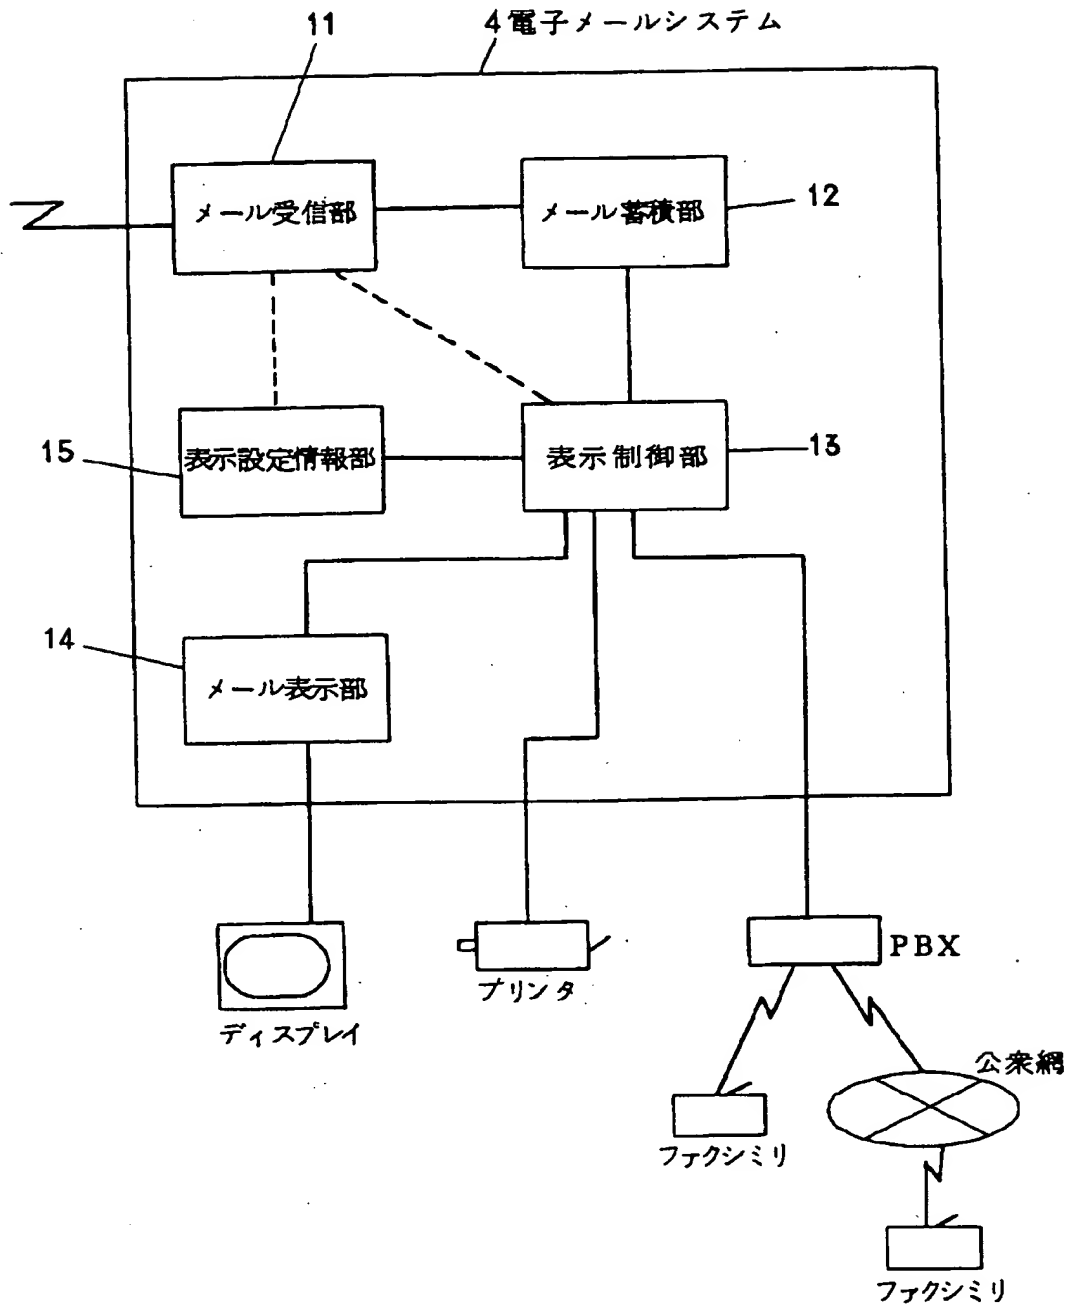 11
4電子メールシステム
メール受信部
メール蓄積部
12
15
表示設定情報部
表示制御部
13
14
メール表示部
ディスプレイ
プリンタ
PBX
公衆網
ファクシミリ
ファクシミリ